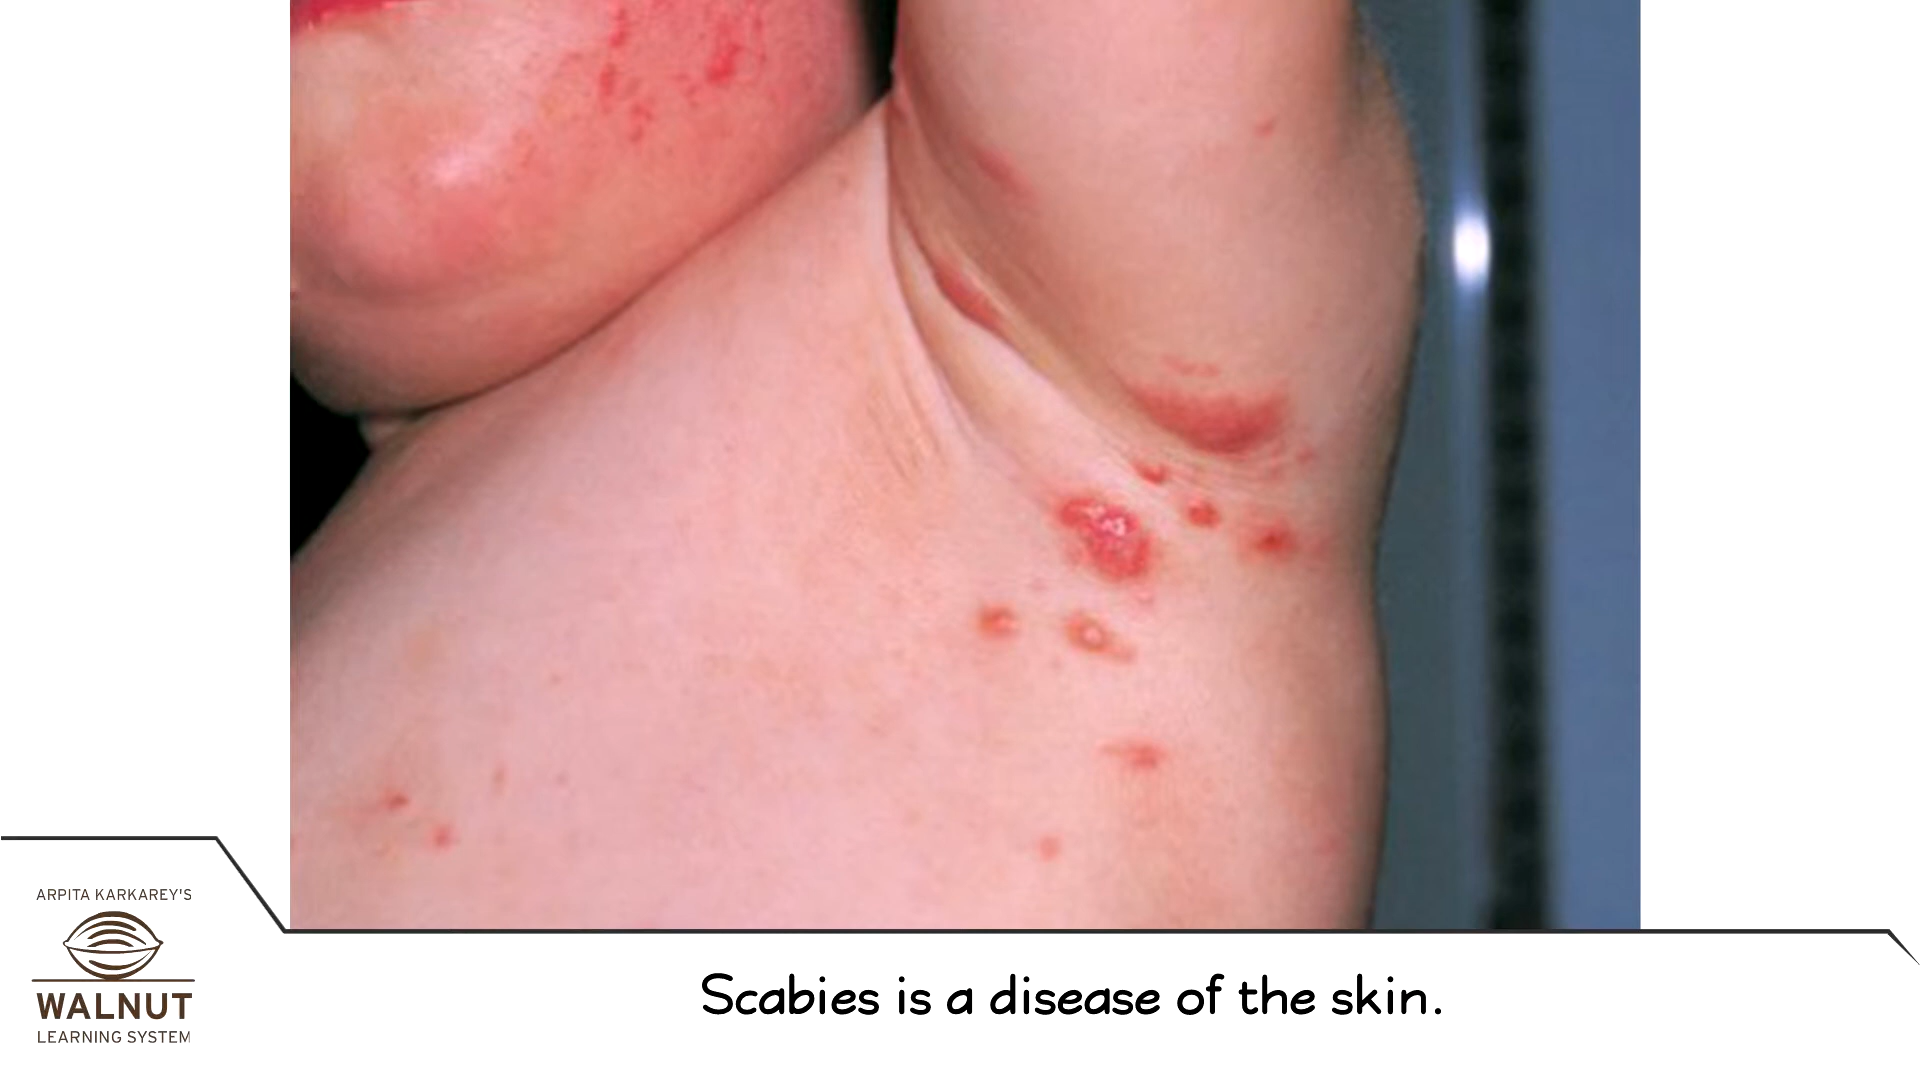 ARPITA KARKAREY'S
WALNUT
LEARNING SYSTEM
Scabies is a disease of the skin.